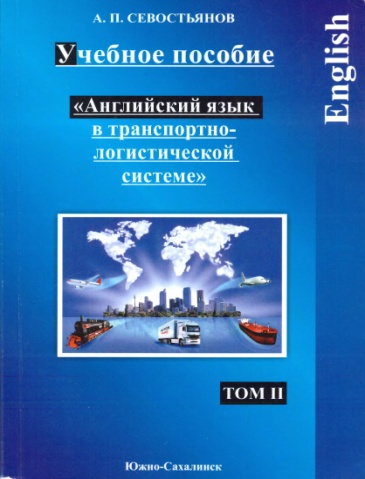 А. П. СЕВОСТЬЯНОВ
Учебное пособие
«Английский язык
в транспортно-
логистической
системе»
English
ТОМ II
Южно-Сахалинск